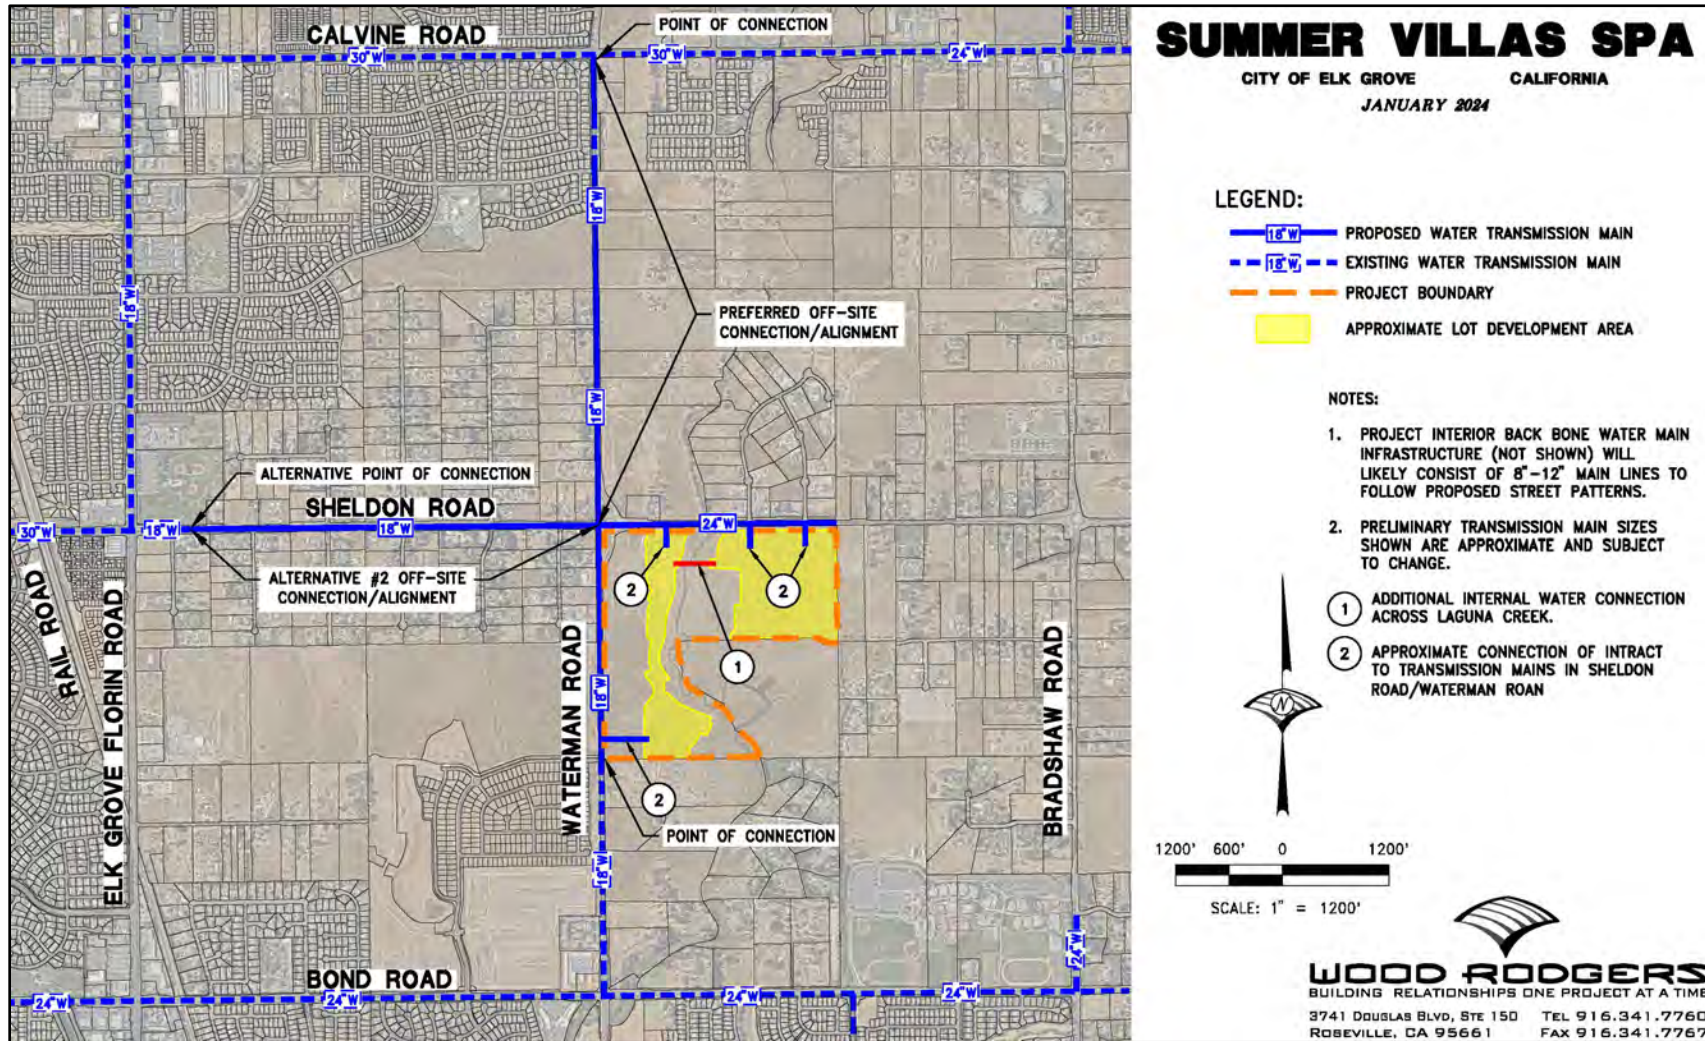 CALVINE ROAD
POINT OF CONNECTION
30"W
30"W
24"W
18"W
18"W
PREFERRED OFF-SITE
CONNECTION/ALIGNMENT
18"W
ALTERNATIVE POINT OF CONNECTION
SHELDON ROAD
30"W
18"W
18"W
24"W
ALTERNATIVE #2 OFF-SITE
CONNECTION/ALIGNMENT
2
2
1
RAIL ROAD
ELK GROVE FLORIN ROAD
WATERMAN ROAD
BRADSHAW ROAD
18"W
2
POINT OF CONNECTION
18"W
BOND ROAD
24"W
24"W
24"W
24"W
24"W
SUMMER VILLAS SPA
CITY OF ELK GROVE CALIFORNIA
JANUARY 2024
LEGEND:
18"W PROPOSED WATER TRANSMISSION MAIN
18"W EXISTING WATER TRANSMISSION MAIN
PROJECT BOUNDARY
APPROXIMATE LOT DEVELOPMENT AREA
NOTES:
1. PROJECT INTERIOR BACK BONE WATER MAIN
INFRASTRUCTURE (NOT SHOWN) WILL
LIKELY CONSIST OF 8"-12" MAIN LINES TO
FOLLOW PROPOSED STREET PATTERNS.
2. PRELIMINARY TRANSMISSION MAIN SIZES
SHOWN ARE APPROXIMATE AND SUBJECT
TO CHANGE.
1 ADDITIONAL INTERNAL WATER CONNECTION
ACROSS LAGUNA CREEK.
2 APPROXIMATE CONNECTION OF INTRACT
TO TRANSMISSION MAINS IN SHELDON
ROAD/WATERMAN ROAN
N
1200' 600' 0 1200'
SCALE: 1" = 1200'
WOOD RODGERS
BUILDING RELATIONSHIPS ONE PROJECT AT A TIME
3741 DOUGLAS BLVD, STE 150 TEL 916.341.7760
ROSEVILLE, CA 95661 FAX 916.341.7767